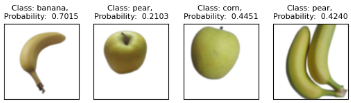 Class: banana,
Probability: 0.7015
Class: pear,
Probability: 0.2103
Class: corn,
Probability: 0.4451
Class: pear,
Probability: 0.4240